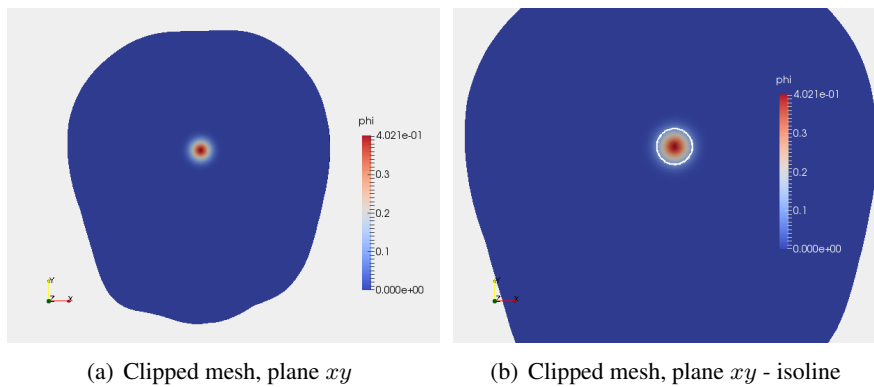 phi
4.021e-01
0.3
0.2
0.1
0.000e+00
Y
Z
X
phi
4.021e-01
0.3
0.2
0.1
0.000e+00
Y
Z
X
(a) Clipped mesh, plane xy
(b) Clipped mesh, plane xy - isoline